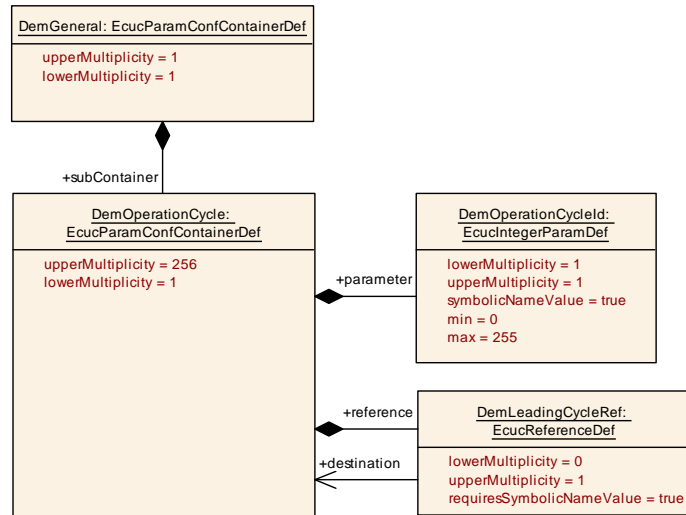 DemGeneral: EcucParamConfContainerDef
upperMultiplicity = 1
lowerMultiplicity = 1
+subContainer
DemOperationCycle:
EcucParamConfContainerDef
upperMultiplicity = 256
lowerMultiplicity = 1
+parameter
DemOperationCycleId:
EcucIntegerParamDef
lowerMultiplicity = 1
upperMultiplicity = 1
symbolicNameValue = true
min = 0
max = 255
+reference
+destination
DemLeadingCycleRef:
EcucReferenceDef
lowerMultiplicity = 0
upperMultiplicity = 1
requiresSymbolicNameValue = true